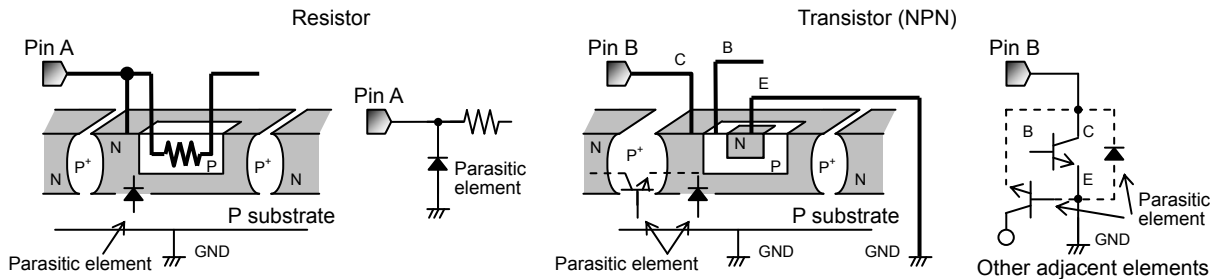 Resistor
Transistor (NPN)
Pin A
N
P+
N
P
P+
N
Parasitic element
P substrate
GND
Pin A
Parasitic
element
Pin B
C
B
E
N
P+
N
N
P
P+
N
P substrate
Parasitic element
GND
GND
Pin B
B
C
E
Parasitic
element
GND
Other adjacent elements